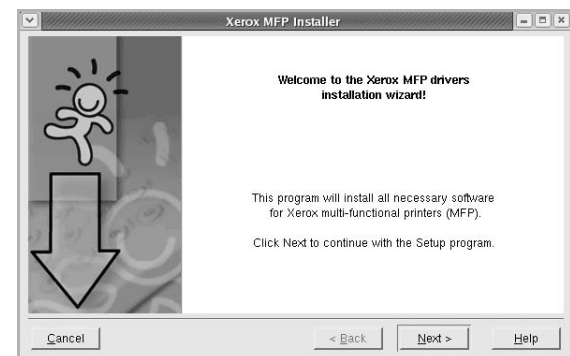 Xerox MFP Installer
Welcome to the Xerox MFP drivers
installation wizard!
This program will install all necessary software
for Xerox multi-functional printers (MFP).
Click Next to continue with the Setup program.
Cancel
< Back
Next >
Help